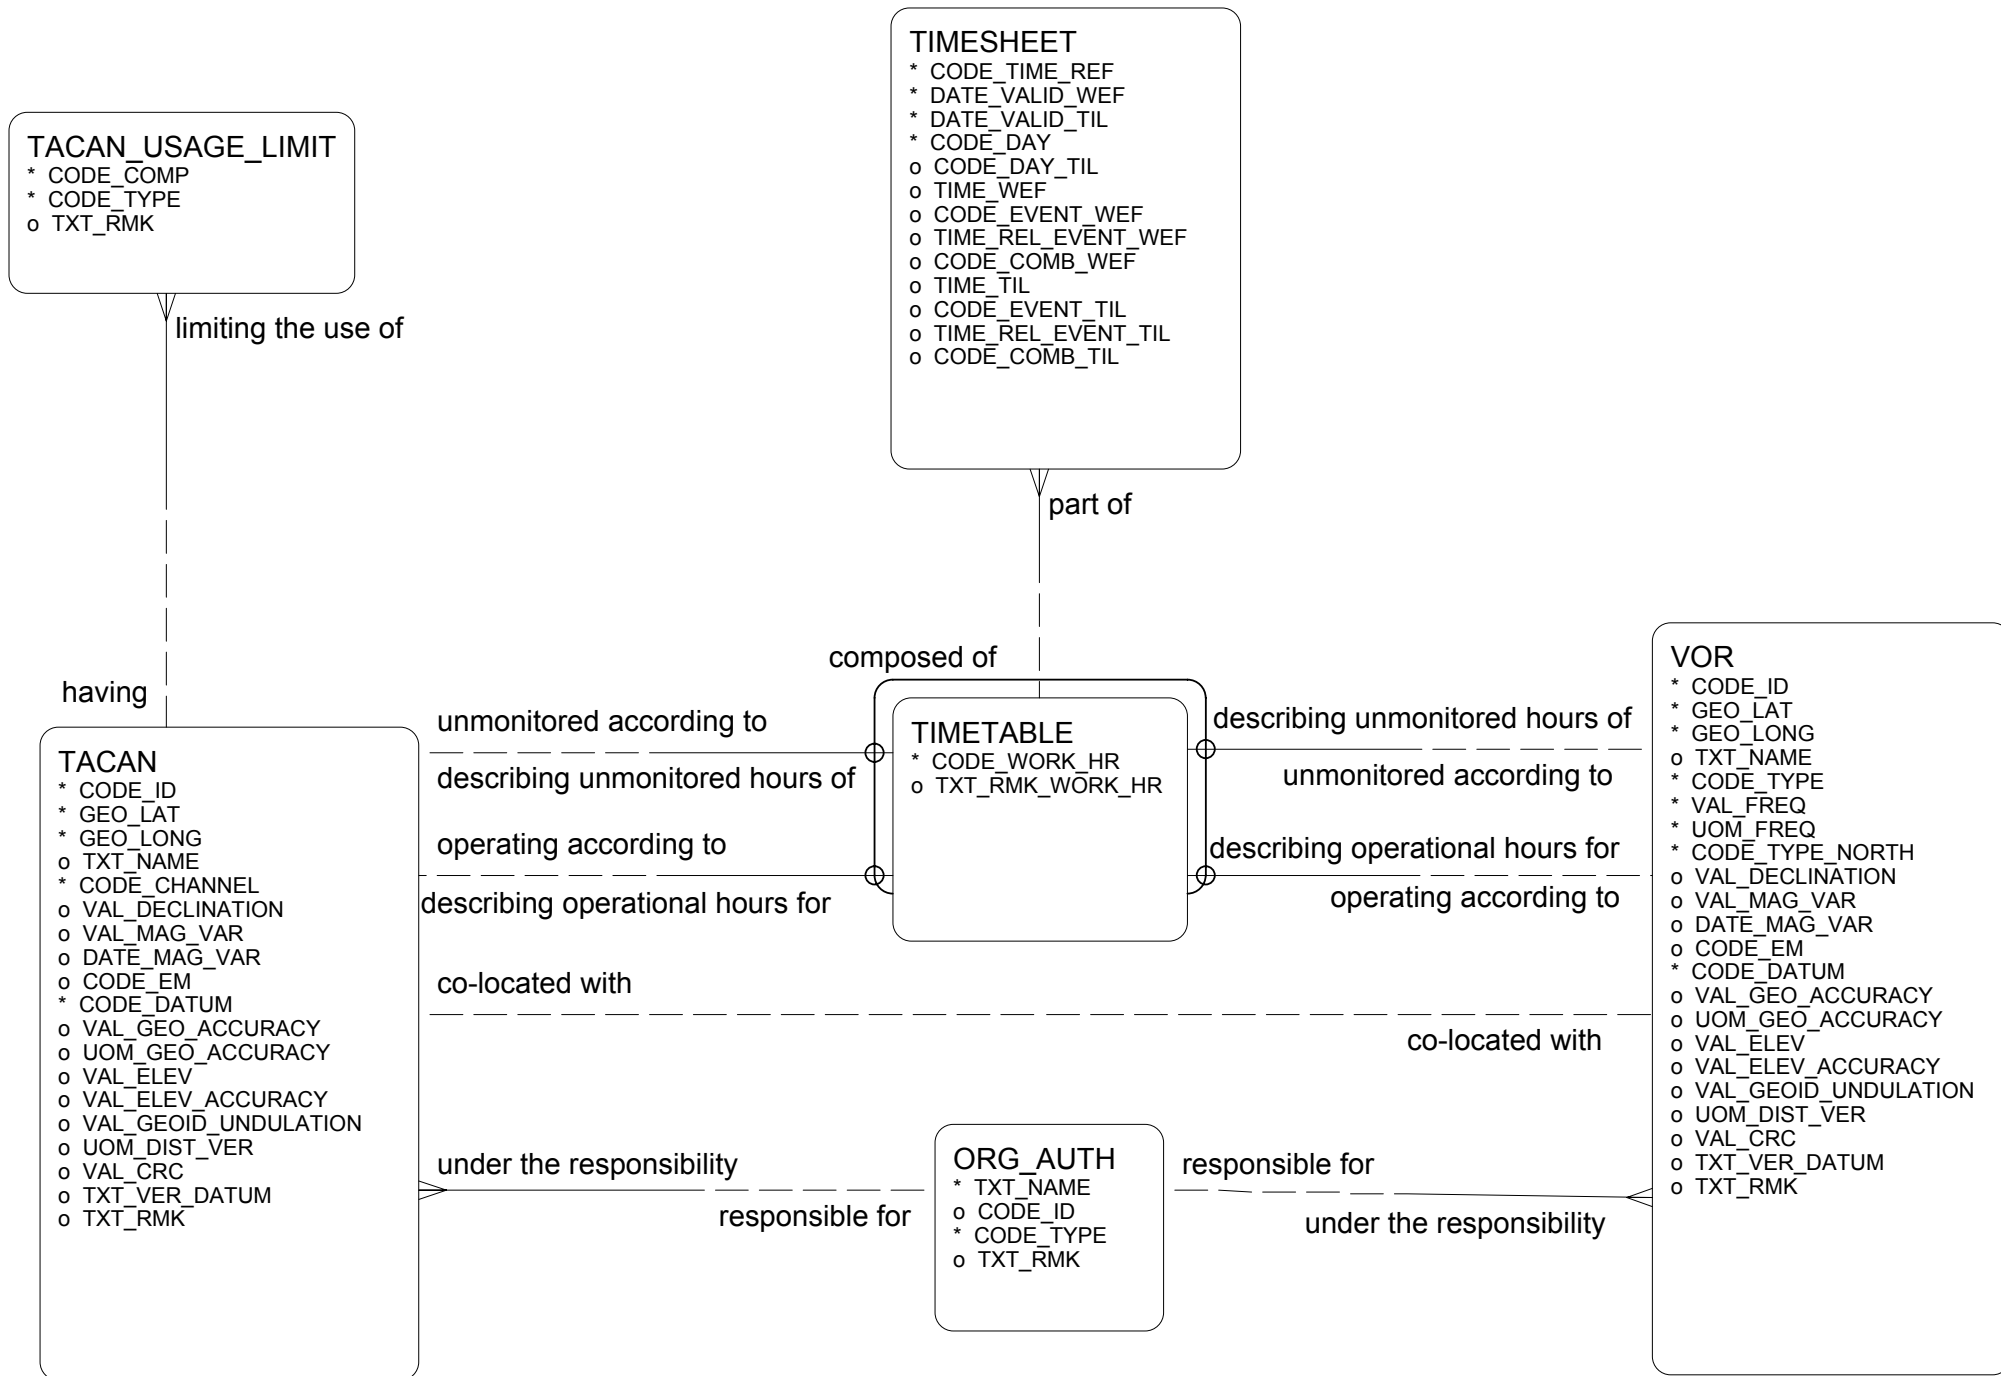 TIMESHEET
* CODE_TIME_REF
* DATE_VALID_WEF
* DATE_VALID_TIL
* CODE_DAY
o CODE_DAY_TIL
o TIME_WEF
o CODE_EVENT_WEF
o TIME_REL_EVENT_WEF
o CODE_COMB_WEF
o TIME_TIL
o CODE_EVENT_TIL
o TIME_REL_EVENT_TIL
o CODE_COMB_TIL
TACAN_USAGE_LIMIT
* CODE_COMP
* CODE_TYPE
o TXT_RMK
limiting the use of
part of
composed of
having
unmonitored according to
describing unmonitored hours of
operating according to
describing operational hours for
co-located with
TIMETABLE
* CODE_WORK_HR
o TXT_RMK_WORK_HR
describing unmonitored hours of
unmonitored according to
describing operational hours for
operating according to
co-located with
TACAN
* CODE_ID
* GEO_LAT
* GEO_LONG
o TXT_NAME
* CODE_CHANNEL
o VAL_DECLINATION
o VAL_MAG_VAR
o DATE_MAG_VAR
o CODE_EM
* CODE_DATUM
o VAL_GEO_ACCURACY
o UOM_GEO_ACCURACY
o VAL_ELEV
o VAL_ELEV_ACCURACY
o VAL_GEOID_UNDULATION
o UOM_DIST_VER
o VAL_CRC
o TXT_VER_DATUM
o TXT_RMK
under the responsibility
responsible for
ORG_AUTH
* TXT_NAME
o CODE_ID
* CODE_TYPE
o TXT_RMK
responsible for
under the responsibility
VOR
* CODE_ID
* GEO_LAT
* GEO_LONG
o TXT_NAME
* CODE_TYPE
* VAL_FREQ
* UOM_FREQ
* CODE_TYPE_NORTH
o VAL_DECLINATION
o VAL_MAG_VAR
o DATE_MAG_VAR
o CODE_EM
* CODE_DATUM
o VAL_GEO_ACCURACY
o UOM_GEO_ACCURACY
o VAL_ELEV
o VAL_ELEV_ACCURACY
o VAL_GEOID_UNDULATION
o UOM_DIST_VER
o VAL_CRC
o TXT_VER_DATUM
o TXT_RMK